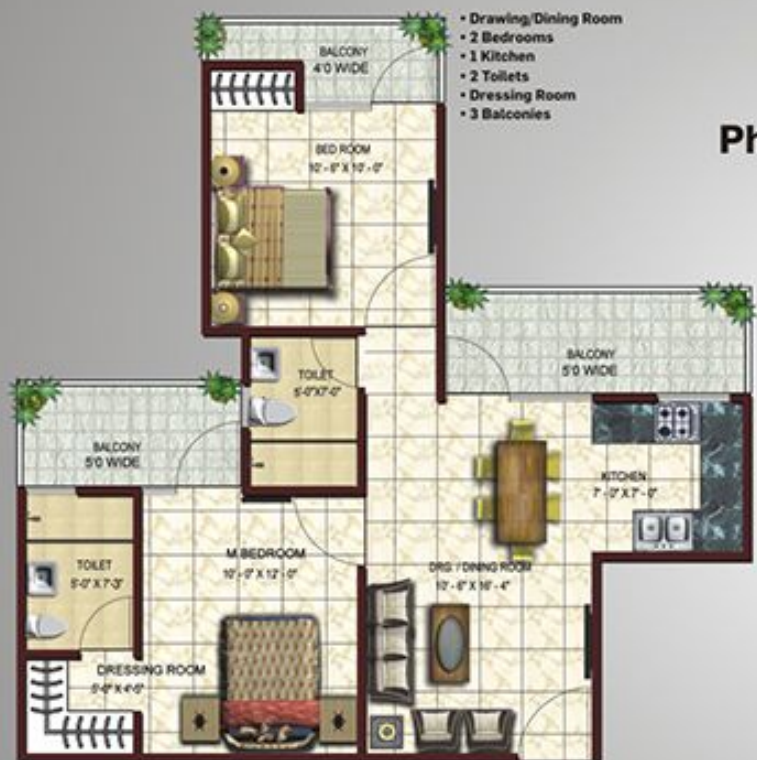 • Drawing/Dining Room
• 2 Bedrooms
• 1 Kitchen
• 2 Toilets
• Dressing Room
• 3 Balconies
Ph
BALCONY
4'0 WIDE
BED ROOM
10'-6" X 10'-0"
BALCONY
5'0 WIDE
TOILET
5'-0"X7'-0"
BALCONY
5'0 WIDE
KITCHEN
7'-0"X7'-0"
M.BEDROOM
10'-0" X 12'-0"
DRG. / DINING ROOM
10'-6" X 16'-4"
TOILET
5'-0" X 7'-3"
DRESSING ROOM
5'-0" X 4'-5"